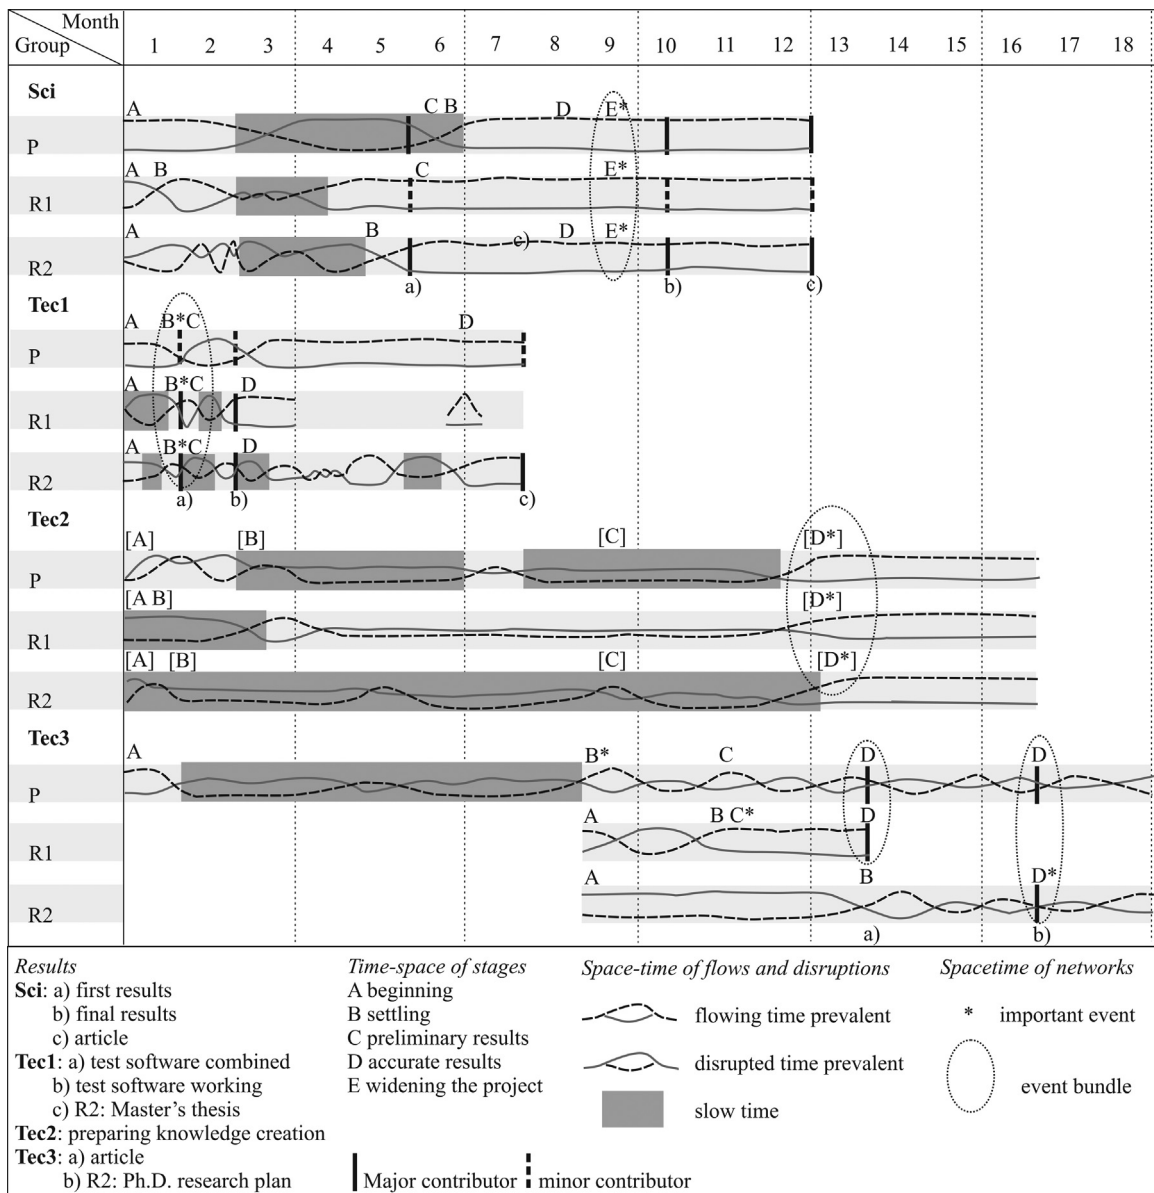 Month
Group 1 2 3 4 5 6 7 8 9 10 11 12 13 14 15 16 17 18
Sci
A C B D E*
P
A B C E*
R1
A B c) D E*
R2
a) b) c)
Tec1
A B*C D
P
A B*C D
R1
A B*C D
R2
a) b) c)
Tec2
[A] [B] [C] [D*]
P
[A B] [D*]
R1
[A] [B] [C] [D*]
R2
Tec3
A B* C D D
P
A B C* D
R1
A B D*
R2
a) b)
Results
Sci: a) first results
b) final results
c) article
Tec1: a) test software combined
b) test software working
c) R2: Master's thesis
Tec2: preparing knowledge creation
Tec3: a) article
b) R2: Ph.D. research plan
Time-space of stages
A beginning
B settling
C preliminary results
D accurate results
E widening the project
Major contributor minor contributor
Space-time of flows and disruptions
flowing time prevalent
disrupted time prevalent
slow time
Spacetime of networks
* important event
event bundle